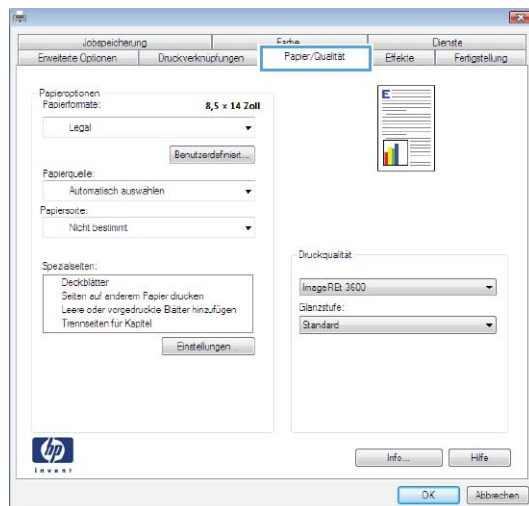 Jobspeicherung
Farbe
Dienste
Erweiterte Optionen
Druckverknüpfungen
Papier/Qualität
Effekte
Fertigstellung
Papieroptionen
Papierformate:
8,5 × 14 Zoll
Legal
Benutzerdefiniert...
Papierquelle:
Automatisch auswählen
Papiersorte:
Nicht bestimmt
Spezialseiten:
Deckblätter
Seiten auf anderem Papier drucken
Leere oder vorgedruckte Blätter hinzufügen
Trennseiten für Kapitel
Einstellungen...
E
Druckqualität
ImageREt 3600
Glanzstufe:
Standard
hp
invent
Info...
Hilfe
OK
Abbrechen